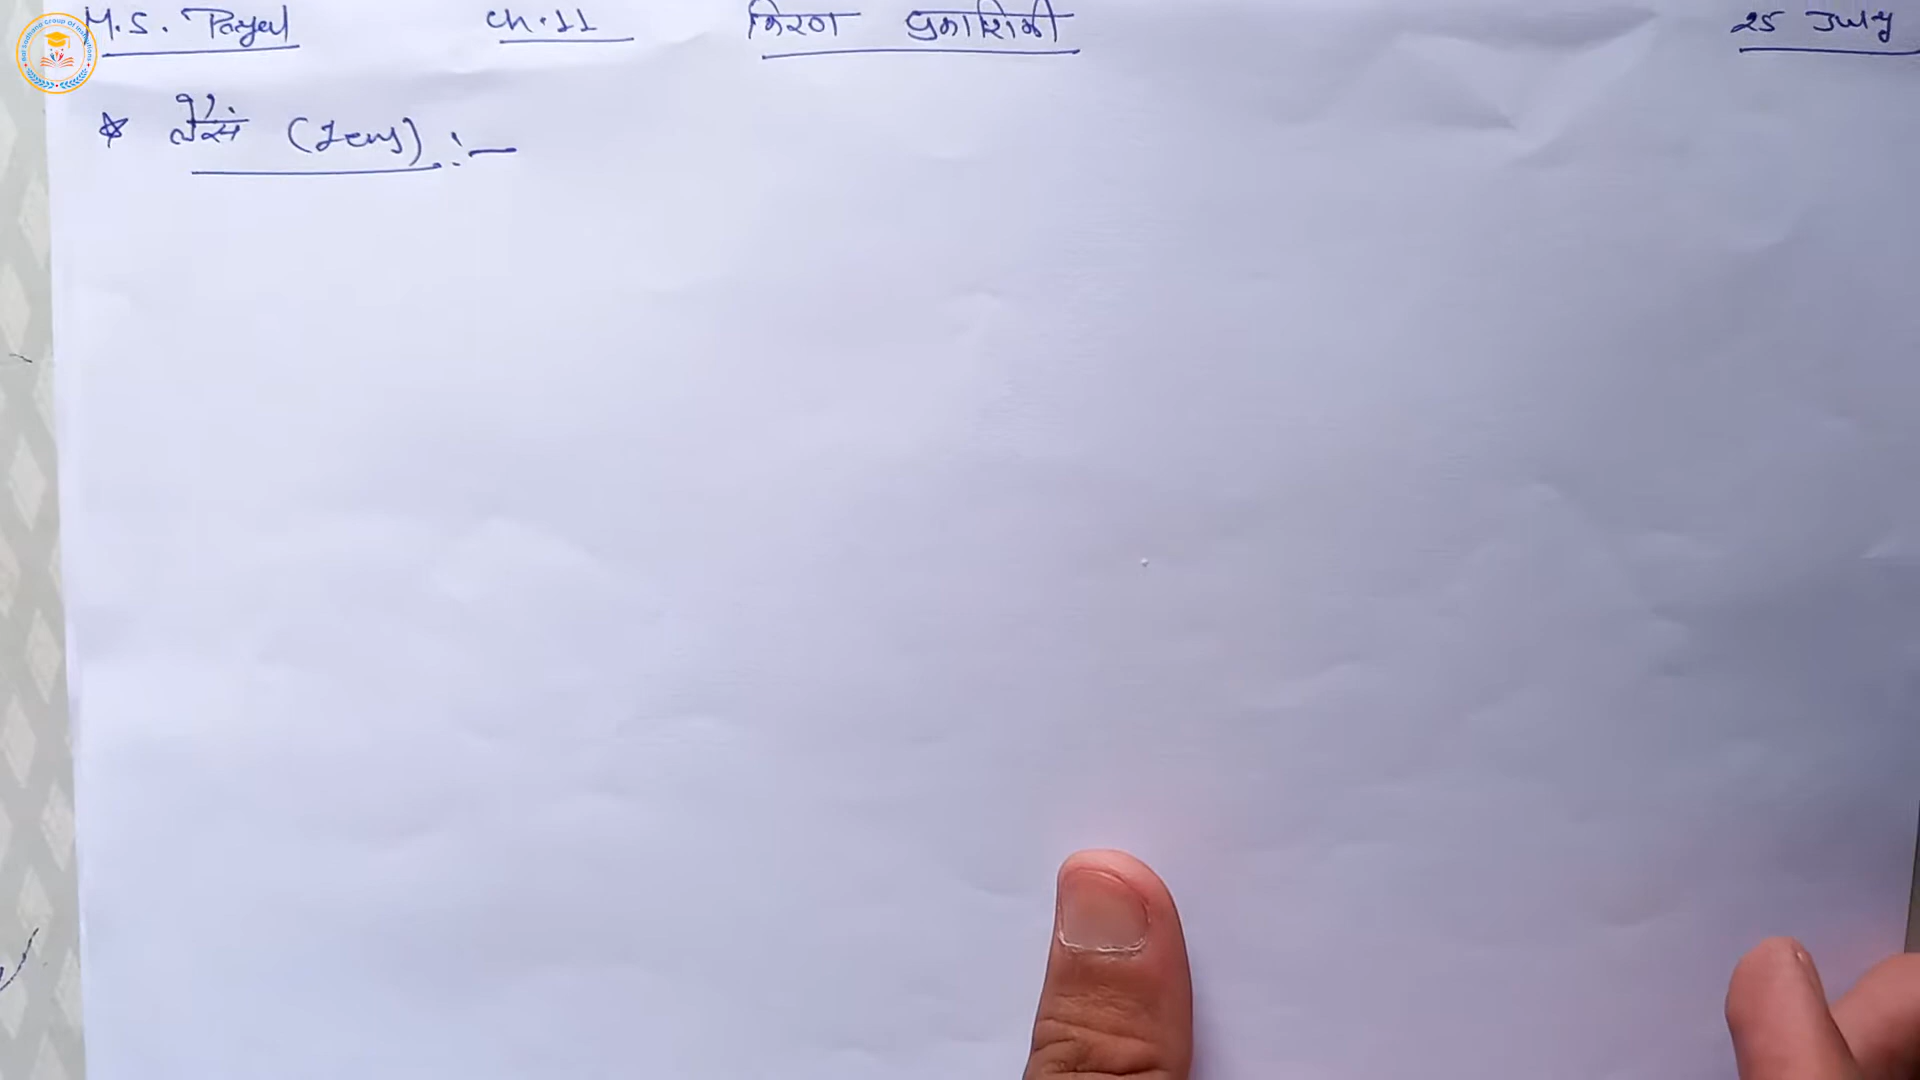 M.S. Payal Ch.11 किरण प्रकाशिकी 25 July
* लेंस (Lens) :-